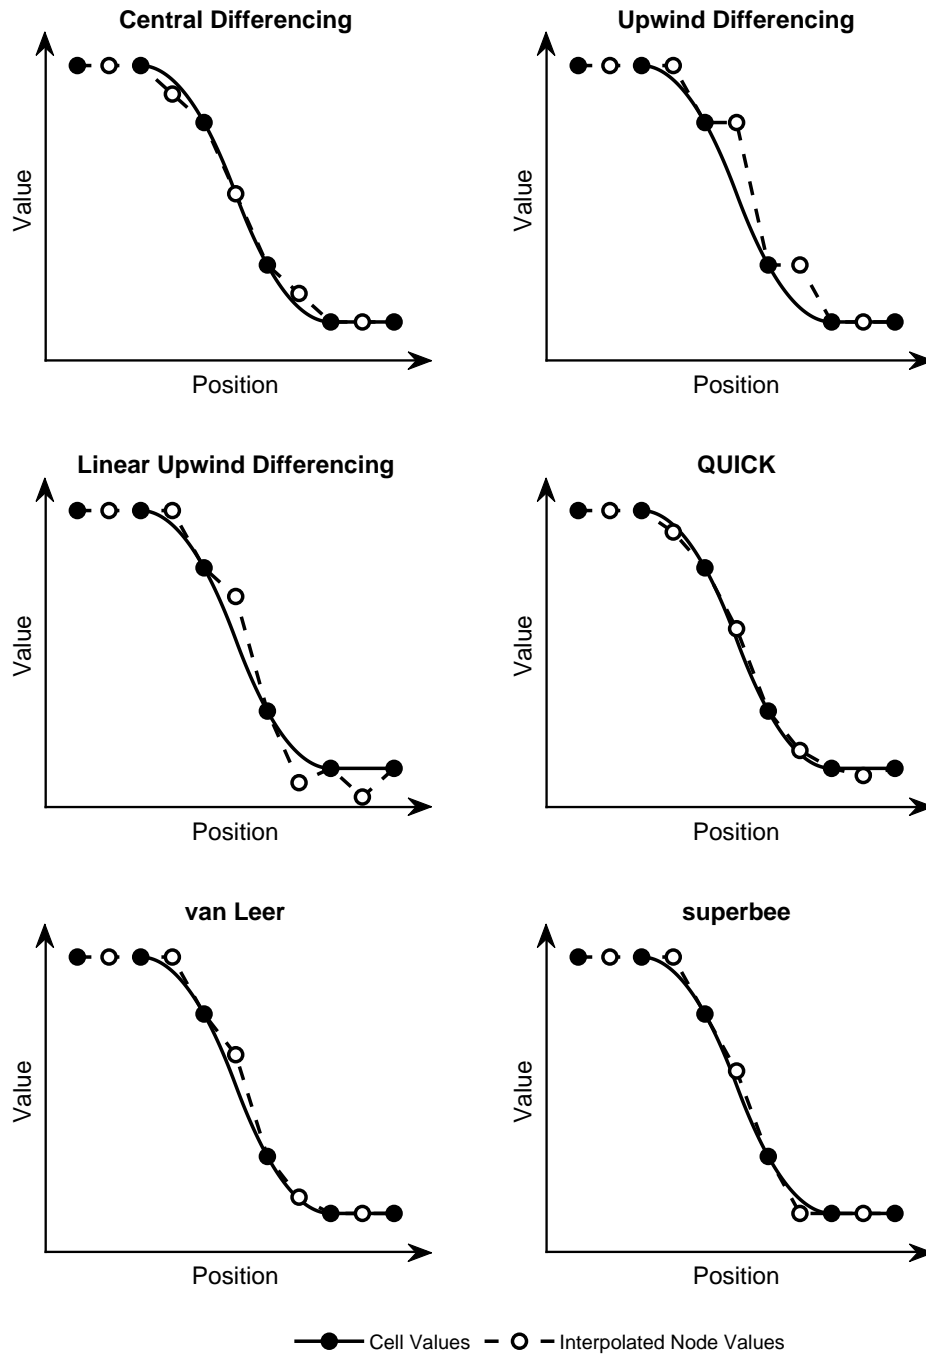 Central Differencing
Upwind Differencing
Value
Value
Position
Position
Linear Upwind Differencing
QUICK
Value
Value
Position
Position
van Leer
superbee
Value
Value
Position
Position
Cell Values
Interpolated Node Values